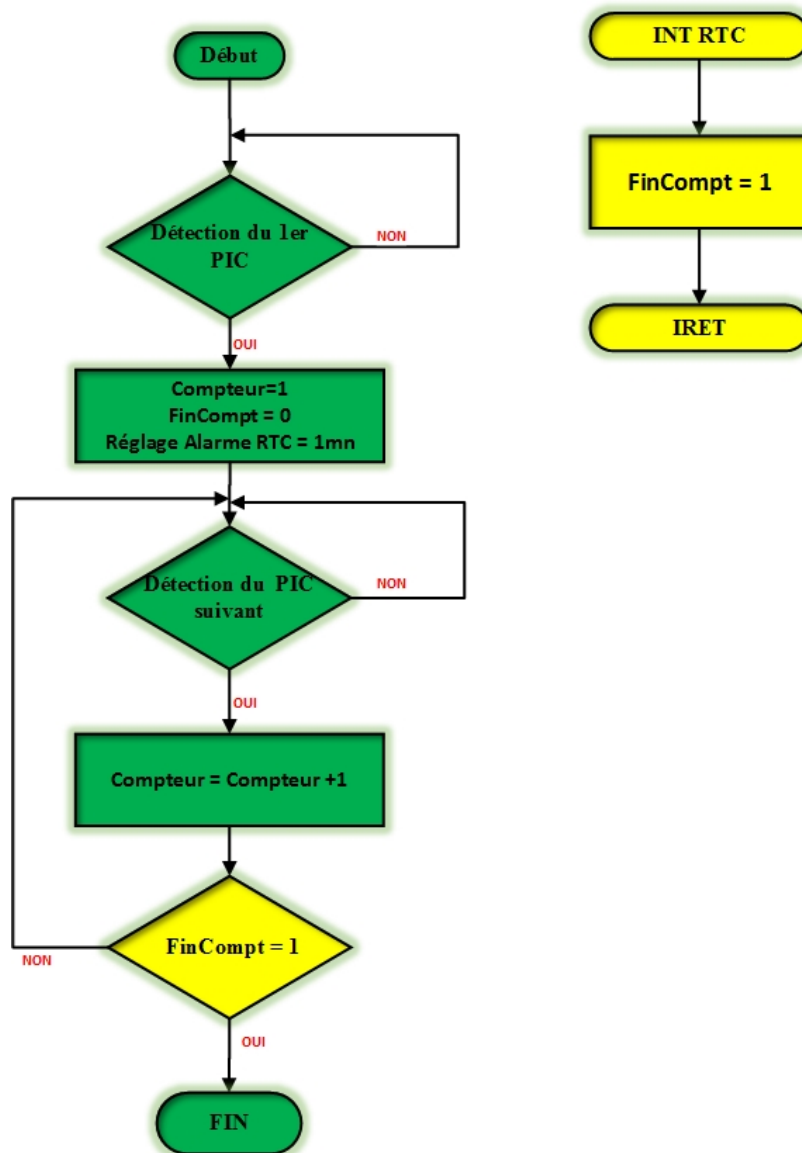 Début
Détection du 1er
PIC
NON
OUI
Compteur=1
FinCompt = 0
Réglage Alarme RTC = 1mn
Détection du PIC
suivant
NON
OUI
Compteur = Compteur +1
FinCompt = 1
NON
OUI
FIN
INT RTC
FinCompt = 1
IRET